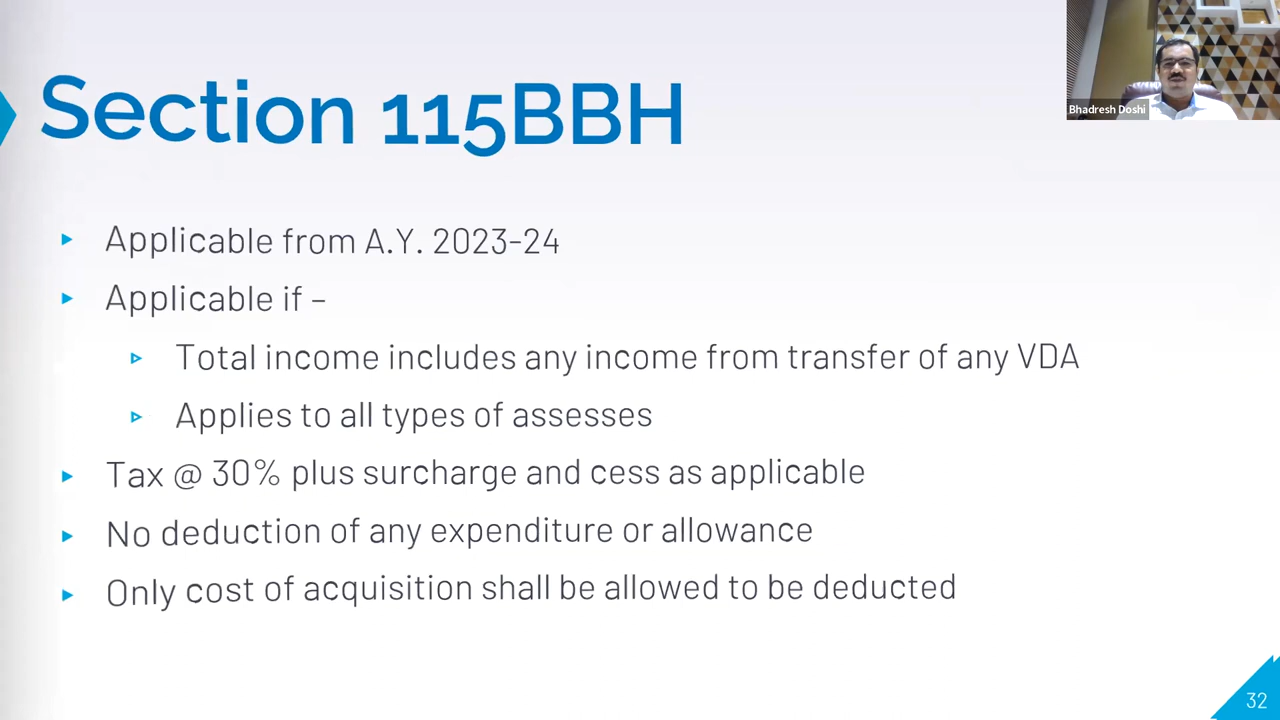 Section 115BBH
Bhadresh Doshi
Applicable from A.Y. 2023-24
Applicable if –
Total income includes any income from transfer of any VDA
Applies to all types of assesses
Tax @ 30% plus surcharge and cess as applicable
No deduction of any expenditure or allowance
Only cost of acquisition shall be allowed to be deducted
32